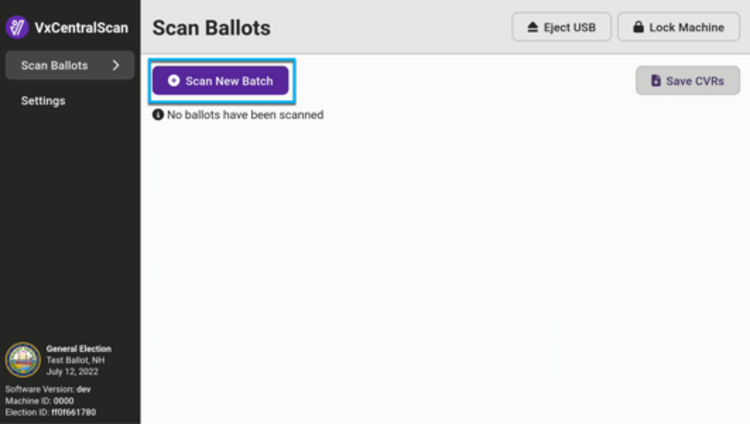 VxCentralScan
Scan Ballots
Settings
Scan Ballots
Eject USB
Lock Machine
Scan New Batch
Save CVRs
No ballots have been scanned
General Election
Test Ballot, NH
July 12, 2022
Software Version: dev
Machine ID: 0000
Election ID: ff0f661780